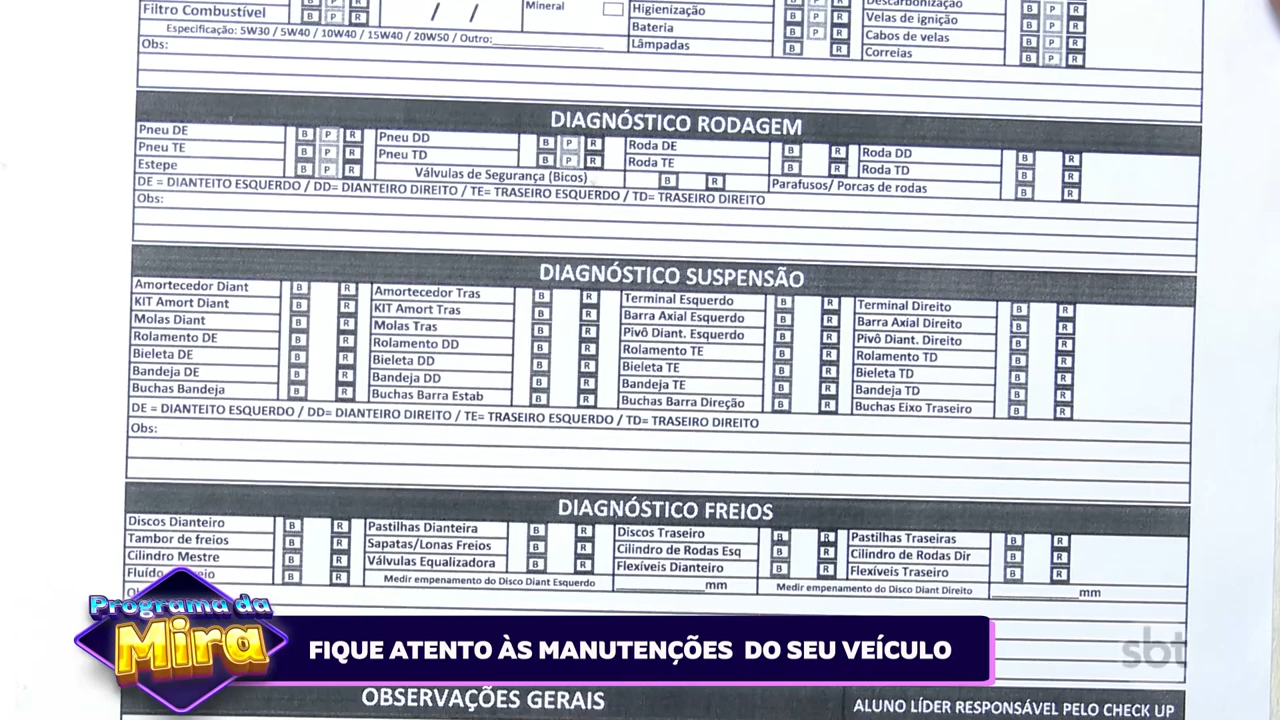 Filtro Combustível B P R / / Mineral Higienização B P R Descarbonização B P R
Bateria B P R Velas de ignição B P R
Especificação: 5W30 / 5W40 / 10W40 / 15W40 / 20W50 / Outro: Lâmpadas B R Cabos de velas B P R
Obs: Correias B P R
DIAGNÓSTICO RODAGEM
Pneu DE B P R Pneu DD B P R Roda DE B R Roda DD B R
Pneu TE B P R Pneu TD B P R Roda TE B R Roda TD B R
Estepe B P R Válvulas de Segurança (Bicos) B R Parafusos/ Porcas de rodas B R
DE = DIANTEITO ESQUERDO / DD= DIANTEIRO DIREITO / TE= TRASEIRO ESQUERDO / TD= TRASEIRO DIREITO
Obs:
DIAGNÓSTICO SUSPENSÃO
Amortecedor Diant B R Amortecedor Tras B R Terminal Esquerdo B R Terminal Direito B R
KIT Amort Diant B R KIT Amort Tras B R Barra Axial Esquerdo B R Barra Axial Direito B R
Molas Diant B R Molas Tras B R Pivô Diant. Esquerdo B R Pivô Diant. Direito B R
Rolamento DE B R Rolamento DD B R Rolamento TE B R Rolamento TD B R
Bieleta DE B R Bieleta DD B R Bieleta TE B R Bieleta TD B R
Bandeja DE B R Bandeja DD B R Bandeja TE B R Bandeja TD B R
Buchas Bandeja B R Buchas Barra Estab B R Buchas Barra Direção B R Buchas Eixo Traseiro B R
DE = DIANTEITO ESQUERDO / DD= DIANTEIRO DIREITO / TE= TRASEIRO ESQUERDO / TD= TRASEIRO DIREITO
Obs:
DIAGNÓSTICO FREIOS
Discos Dianteiro B R Pastilhas Dianteira B R Discos Traseiro B R Pastilhas Traseiras B R
Tambor de freios B R Sapatas/Lonas Freios B R Cilindro de Rodas Esq B R Cilindro de Rodas Dir B R
Cilindro Mestre B R Válvulas Equalizadora B R Flexíveis Dianteiro B R Flexíveis Traseiro B R
Fluído B R Medir empenamento do Disco Diant Esquerdo mm Medir empenamento do Disco Diant Direito mm
Programa da
Mira
FIQUE ATENTO ÀS MANUTENÇÕES DO SEU VEÍCULO
sbt
OBSERVAÇÕES GERAIS ALUNO LÍDER RESPONSÁVEL PELO CHECK UP